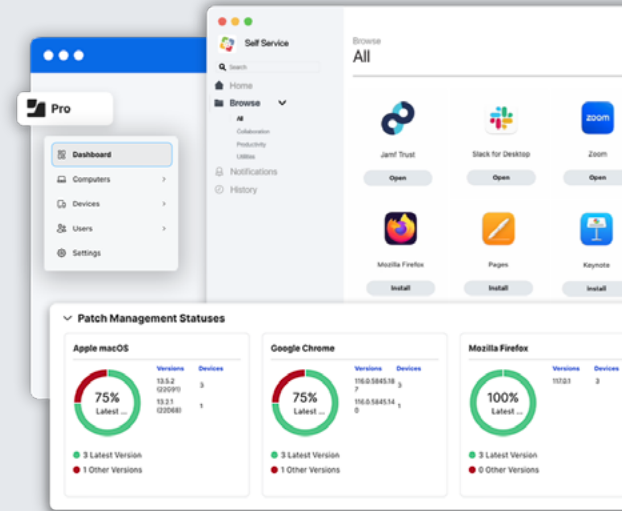 Self Service
Search
Home
Browse
All
Collaboration
Productivity
Utilities
Notifications
History
Browse
All
Jamf Trust
Slack for Desktop
Zoom
zoom
Open
Open
Open
Mozilla Firefox
Pages
Keynote
Install
Install
Install
Pro
Dashboard
Computers
Devices
Users
Settings
Patch Management Statuses
Apple macOS
Versions Devices
13.5.2 (22G91) 3
13.2.1 (22D68) 1
75%
Latest ...
3 Latest Version
1 Other Versions
Google Chrome
Versions Devices
116.0.5845.18
7 3
116.0.5845.14
0 1
75%
Latest ...
3 Latest Version
1 Other Versions
Mozilla Firefox
Versions Devices
117.0.1 3
100%
Latest ...
3 Latest Version
0 Other Versions